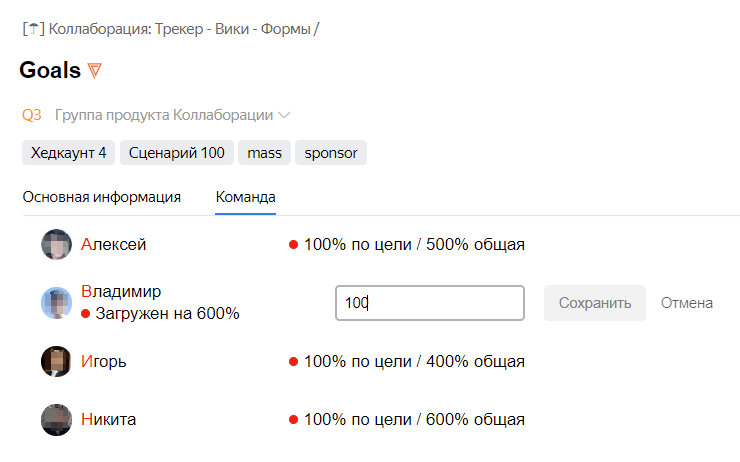 [☂] Коллаборация: Трекер - Вики - Формы /
Goals
Q3 Группа продукта Коллаборации
Хедкаунт 4 Сценарий 100 mass sponsor
Основная информация Команда
Алексей 100% по цели / 500% общая
Владимир
Загружен на 600% 100 Сохранить Отмена
Игорь 100% по цели / 400% общая
Никита 100% по цели / 600% общая